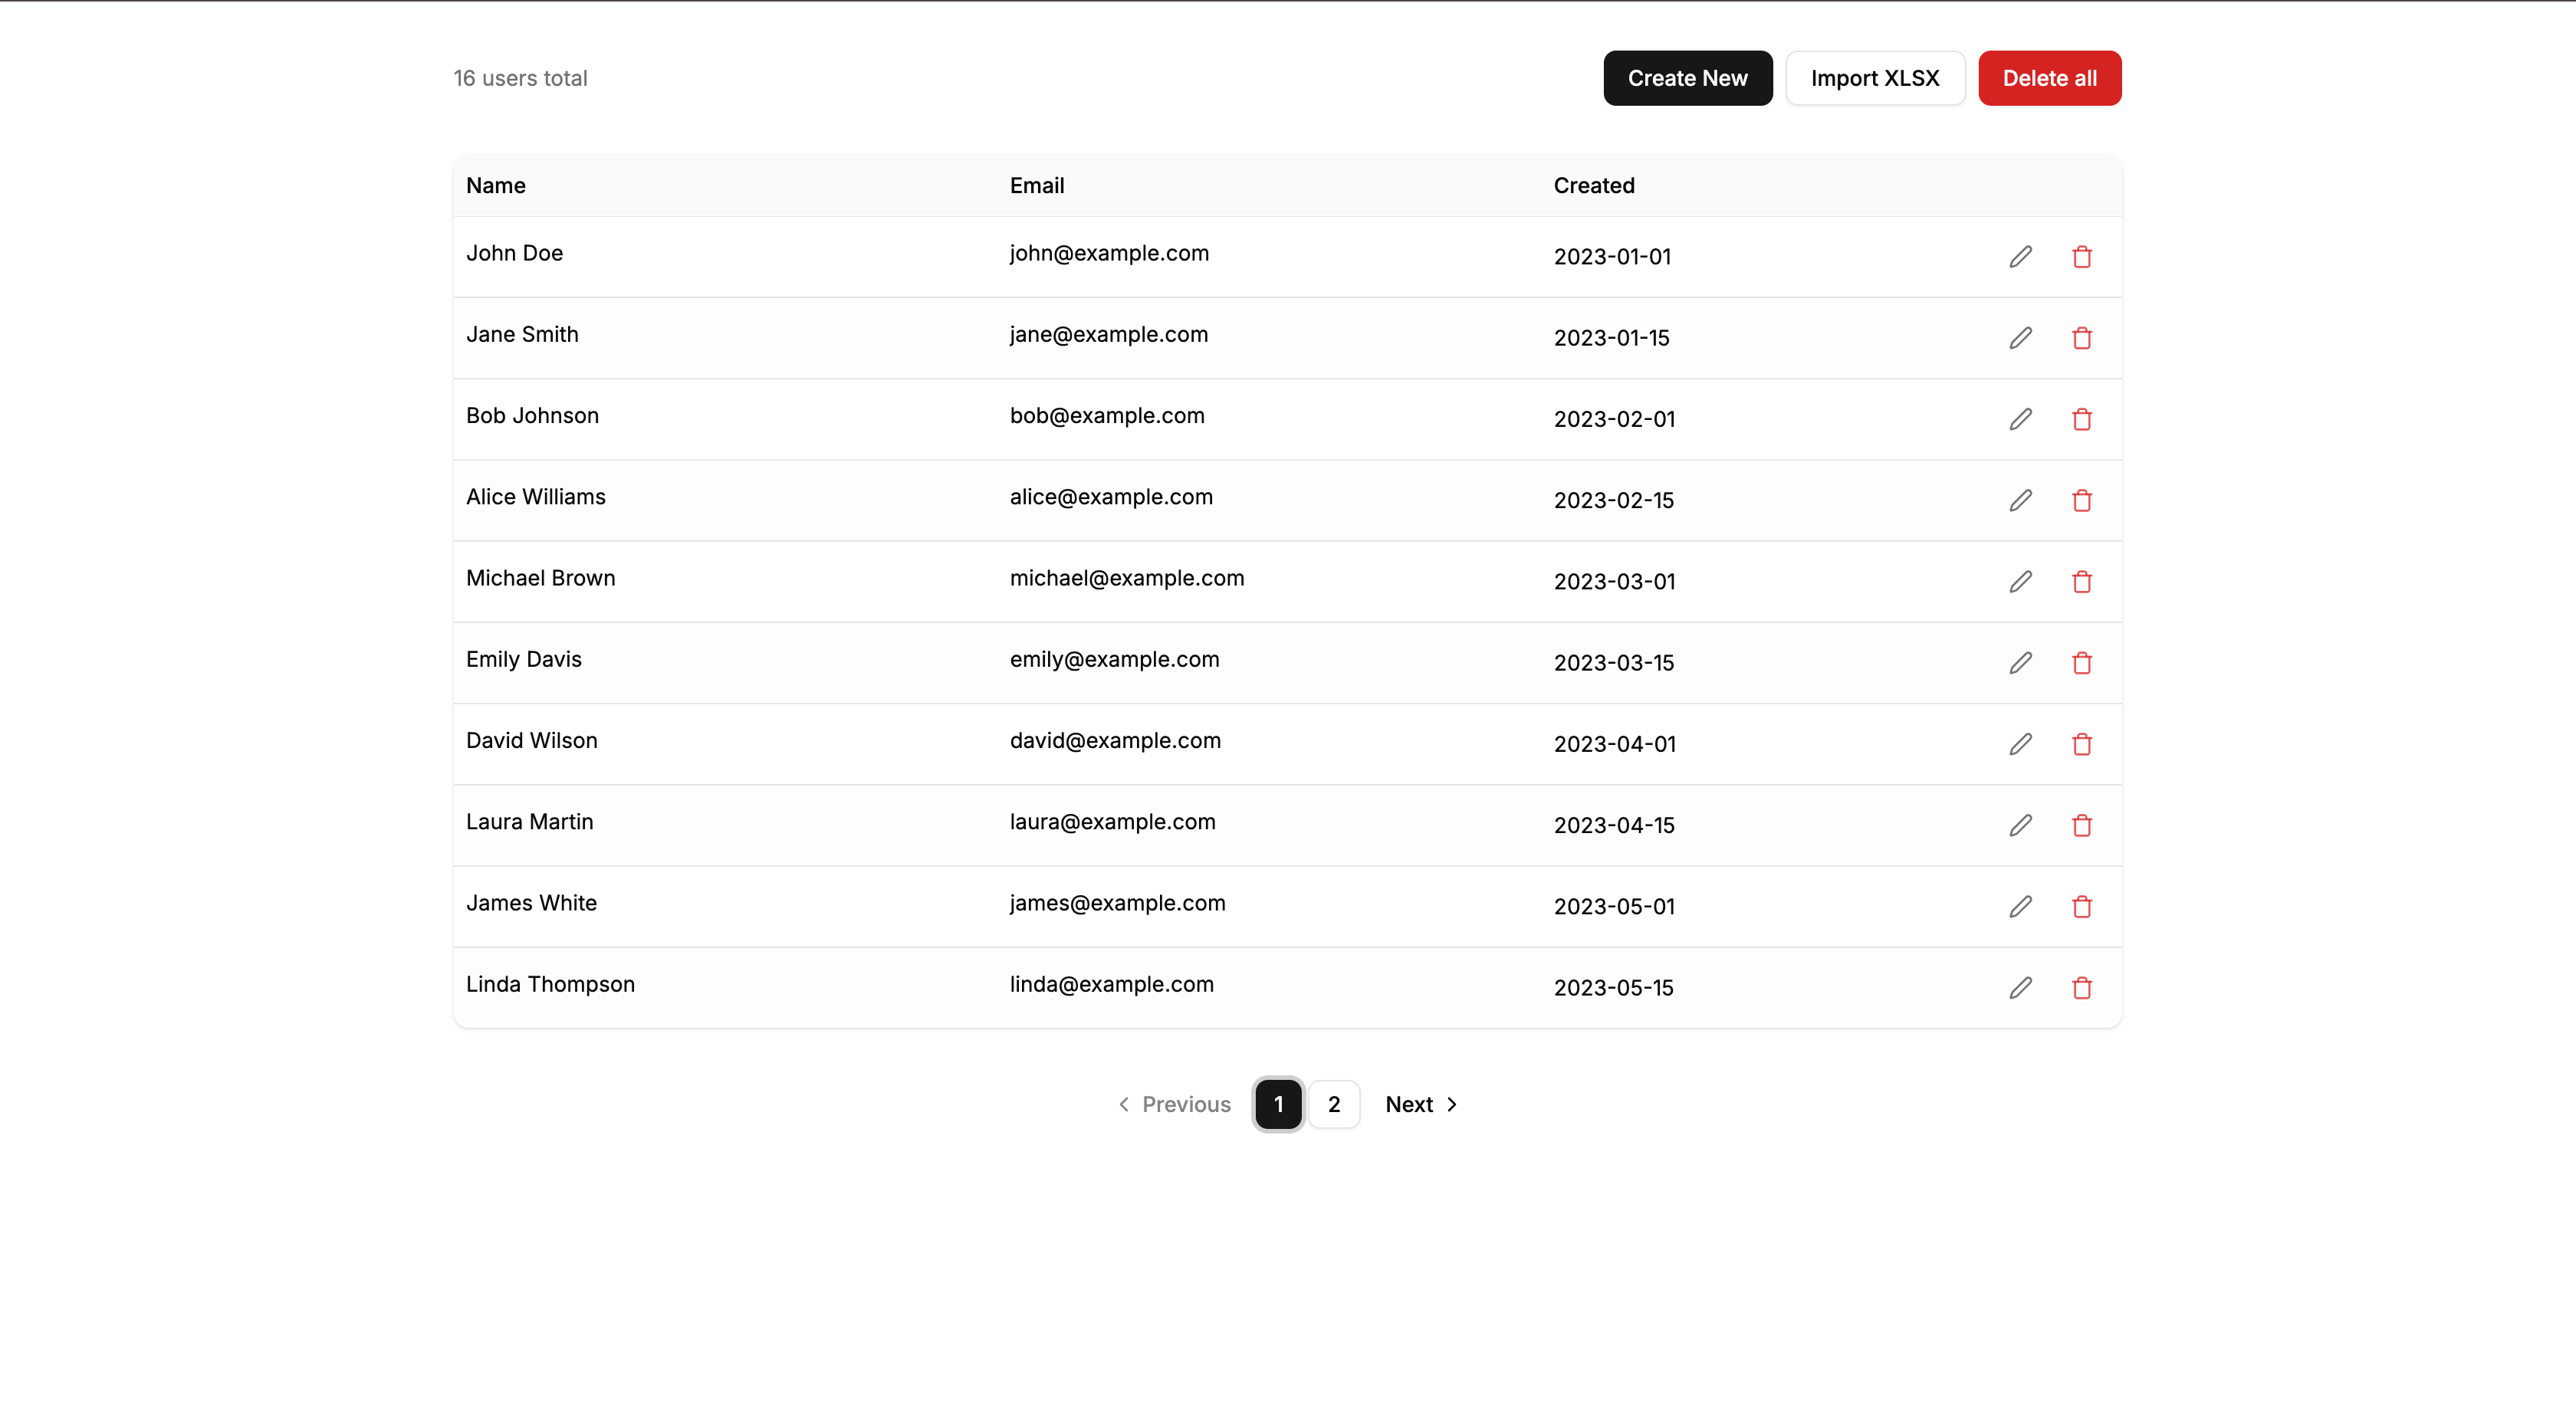 16 users total
Create New Import XLSX Delete all
Name Email Created
John Doe john@example.com 2023-01-01
Jane Smith jane@example.com 2023-01-15
Bob Johnson bob@example.com 2023-02-01
Alice Williams alice@example.com 2023-02-15
Michael Brown michael@example.com 2023-03-01
Emily Davis emily@example.com 2023-03-15
David Wilson david@example.com 2023-04-01
Laura Martin laura@example.com 2023-04-15
James White james@example.com 2023-05-01
Linda Thompson linda@example.com 2023-05-15
Previous 1 2 Next